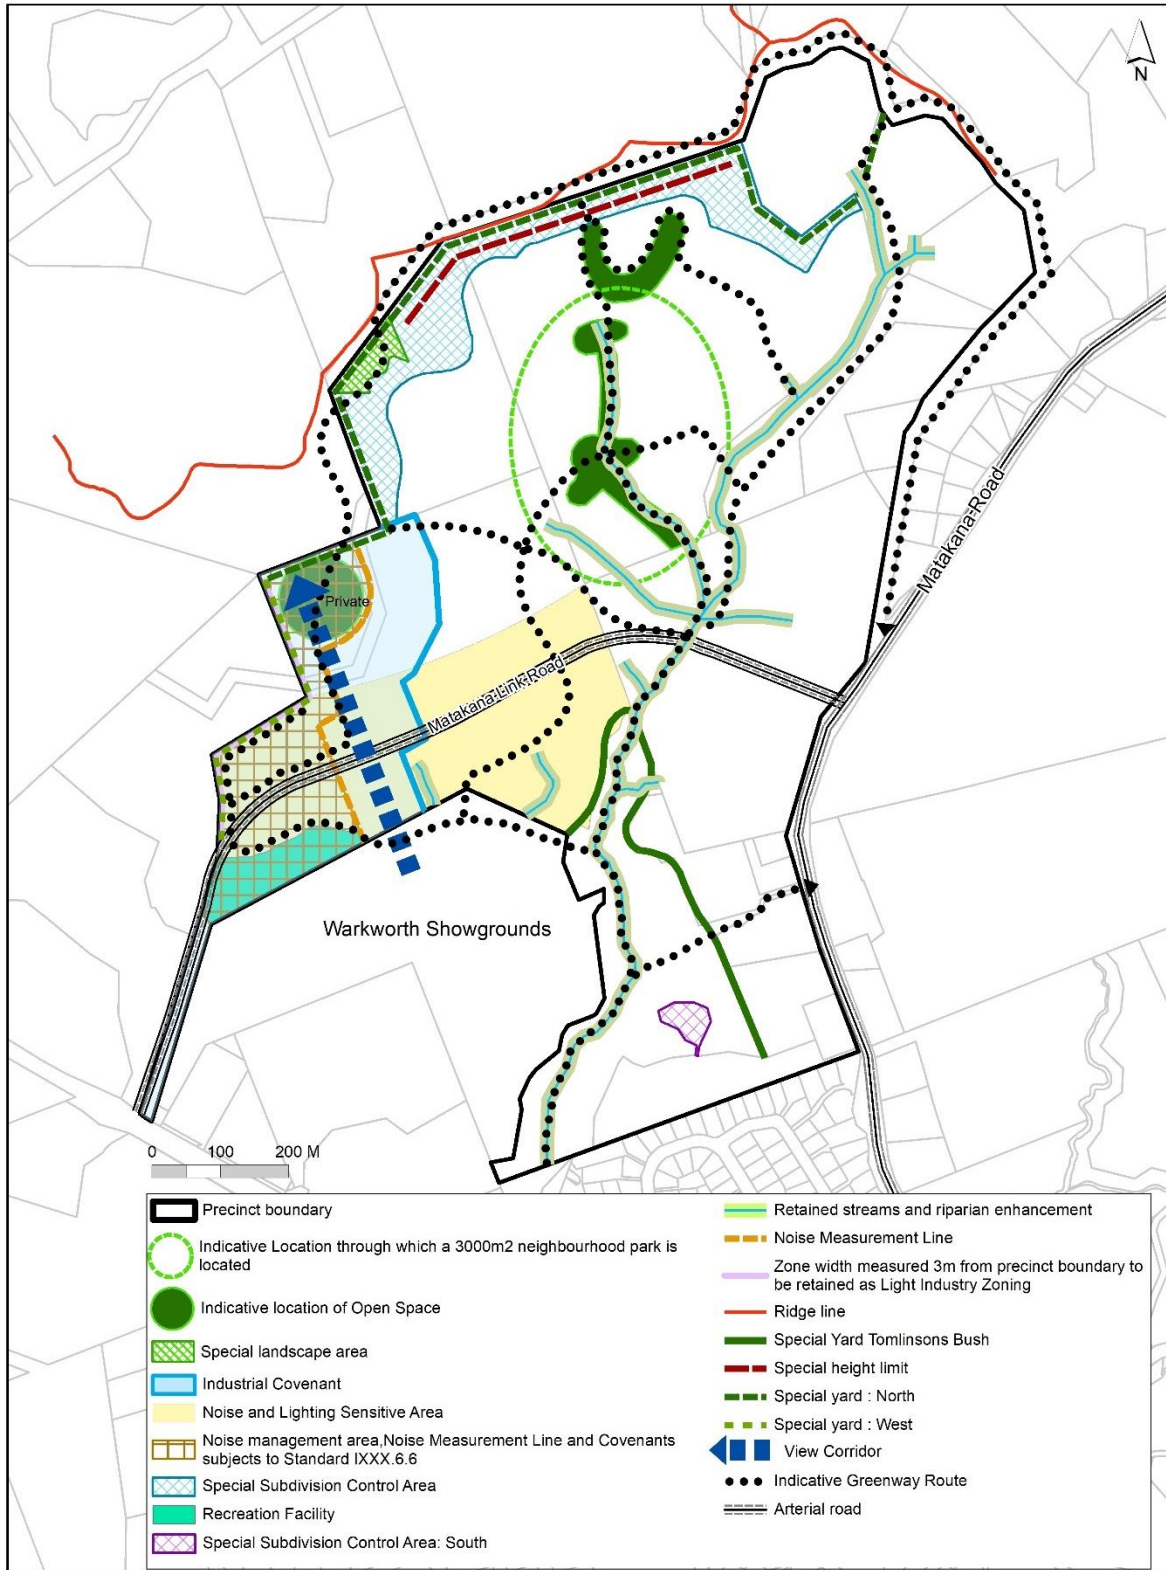 N
Matakana-Road
Private
Matakana-Link-Road
Warkworth Showgrounds
0 100 200 M
Precinct boundary
Indicative Location through which a 3000m2 neighbourhood park is
located
Indicative location of Open Space
Special landscape area
Industrial Covenant
Noise and Lighting Sensitive Area
Noise management area,Noise Measurement Line and Covenants
subjects to Standard IXXX.6.6
Special Subdivision Control Area
Recreation Facility
Special Subdivision Control Area: South
Retained streams and riparian enhancement
Noise Measurement Line
Zone width measured 3m from precinct boundary to
be retained as Light Industry Zoning
Ridge line
Special Yard Tomlinsons Bush
Special height limit
Special yard : North
Special yard : West
View Corridor
Indicative Greenway Route
Arterial road